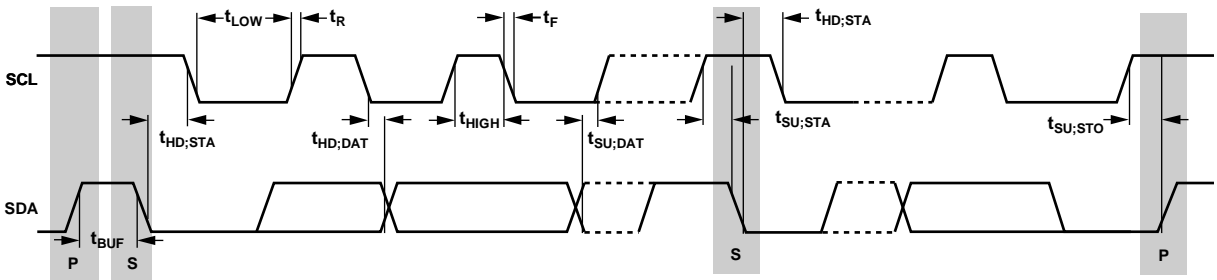 tLOW tR tF tHD;STA
SCL
tHD;STA tHD;DAT tHIGH tSU;DAT tSU;STA tSU;STO
SDA
tBUF
P S S P